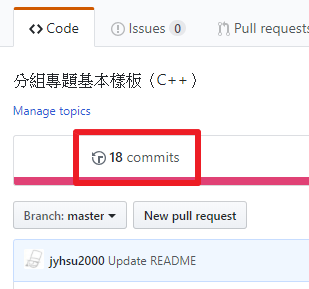 Code Issues 0 Pull requests
分組專題基本樣板（C++）
Manage topics
18 commits
Branch: master New pull request
jyhsu2000 Update README